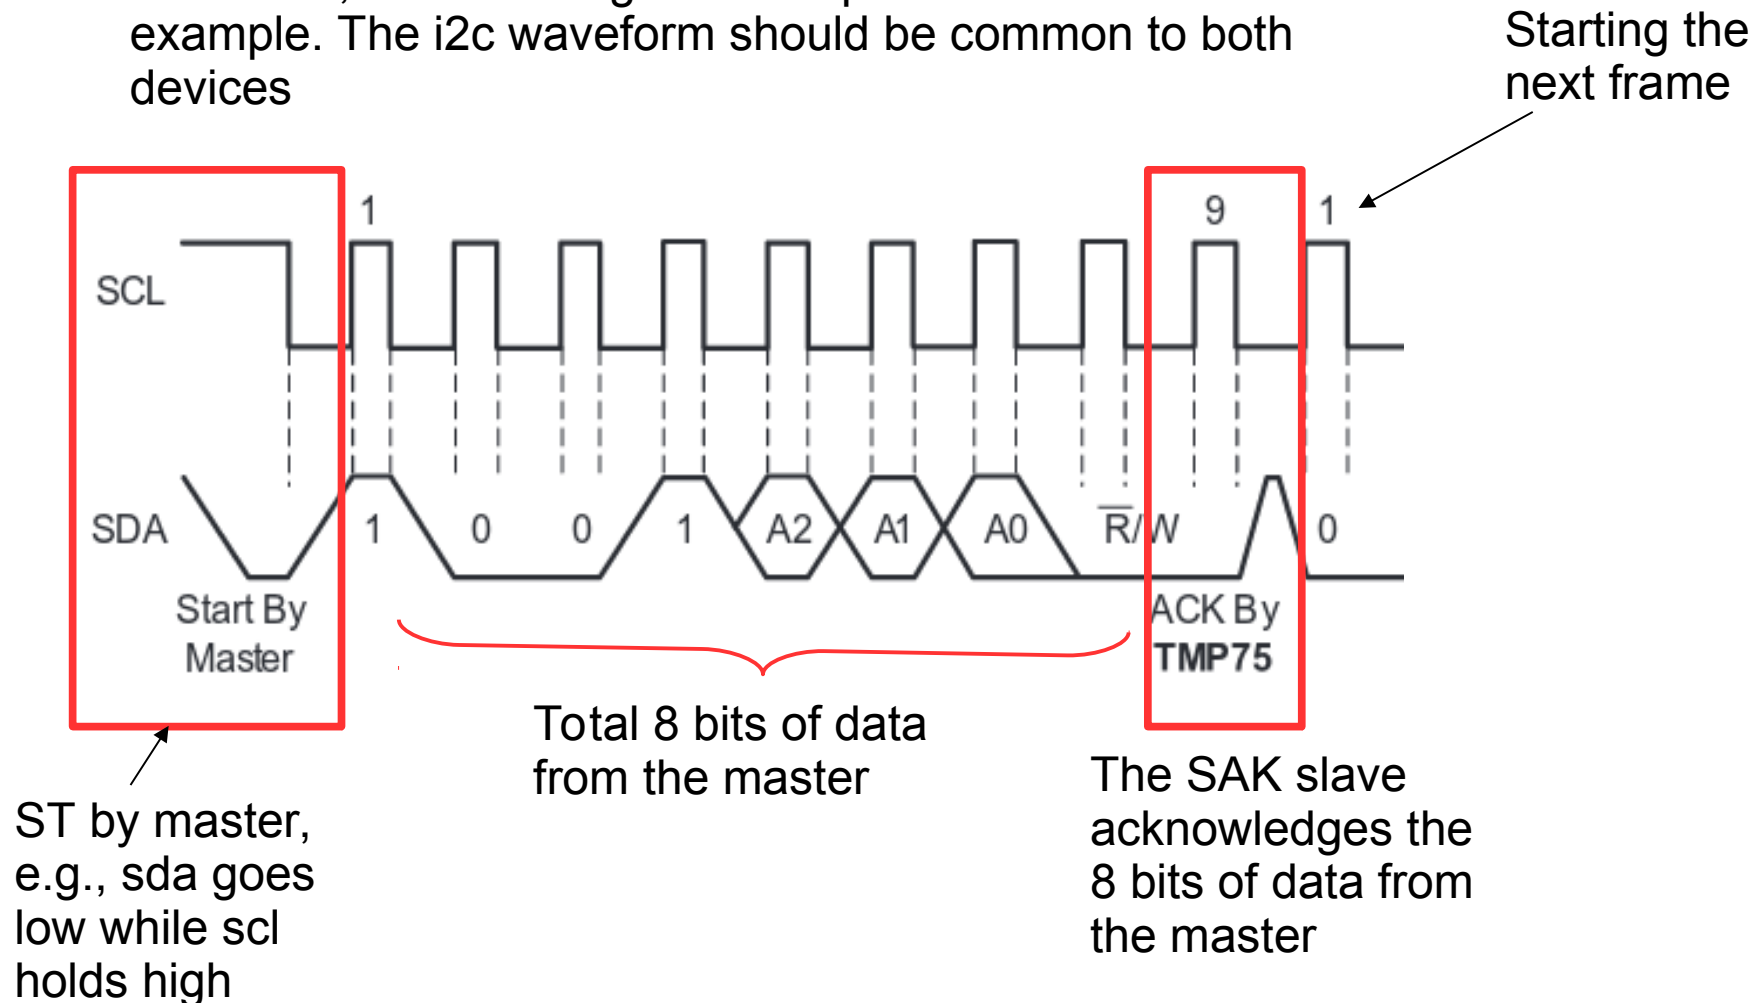 example. The i2c waveform should be common to both
devices
Starting the
next frame
1
9
1
SCL
SDA
1
0
0
1
A2
A1
A0
R/W
0
Start By
Master
ACK By
TMP75
Total 8 bits of data
from the master
The SAK slave
acknowledges the
8 bits of data from
the master
ST by master,
e.g., sda goes
low while scl
holds high